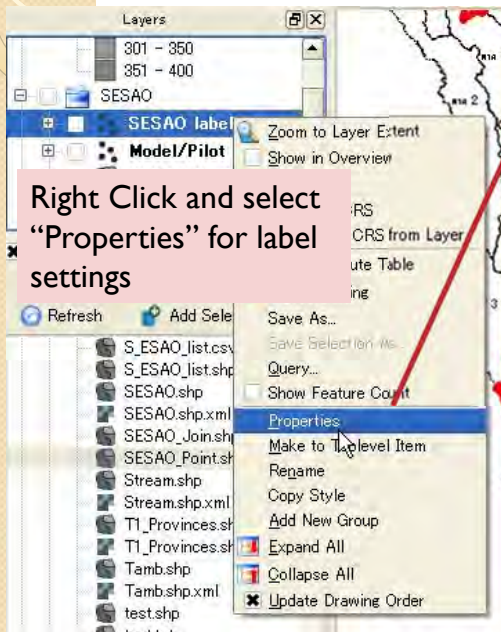 Layers
301 - 350
351 - 400
SESAO
SESAO label
Model/Pilot
Zoom to Layer Extent
Show in Overview
Right Click and select
"Properties" for label
settings
RS
CRS from Layer
ute Table
ing
Refresh
Add Sele
Save As...
Save Selection As...
Query...
Show Feature Count
Properties
Make to Toplevel Item
Rename
Copy Style
Add New Group
Expand All
Collapse All
Update Drawing Order
S_ESAO_list.csv
S_ESAO_list.shp
SESAO.shp
SESAO.shp.xml
SESAO_Join.sh
SESAO_Point.sh
Stream.shp
Stream.shp.xml
T1_Provinces.sh
T1_Provinces.sh
Tamb.shp
Tamb.shp.xml
test.shp
2
3